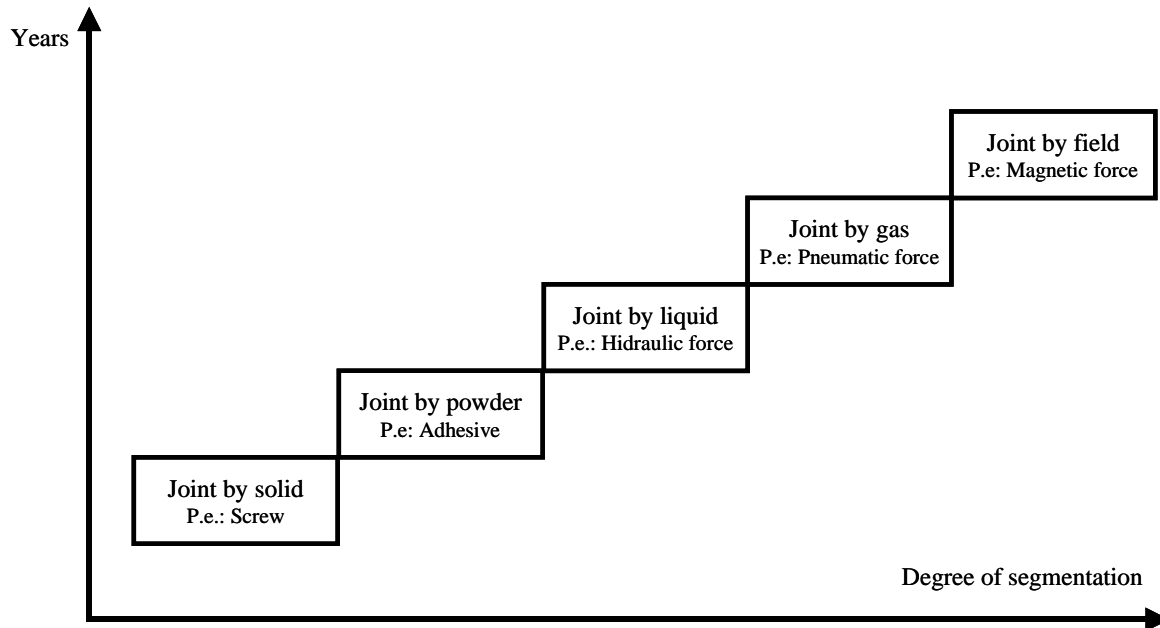 Years
Joint by field
P.e: Magnetic force
Joint by gas
P.e: Pneumatic force
Joint by liquid
P.e.: Hidraulic force
Joint by powder
P.e: Adhesive
Joint by solid
P.e.: Screw
Degree of segmentation